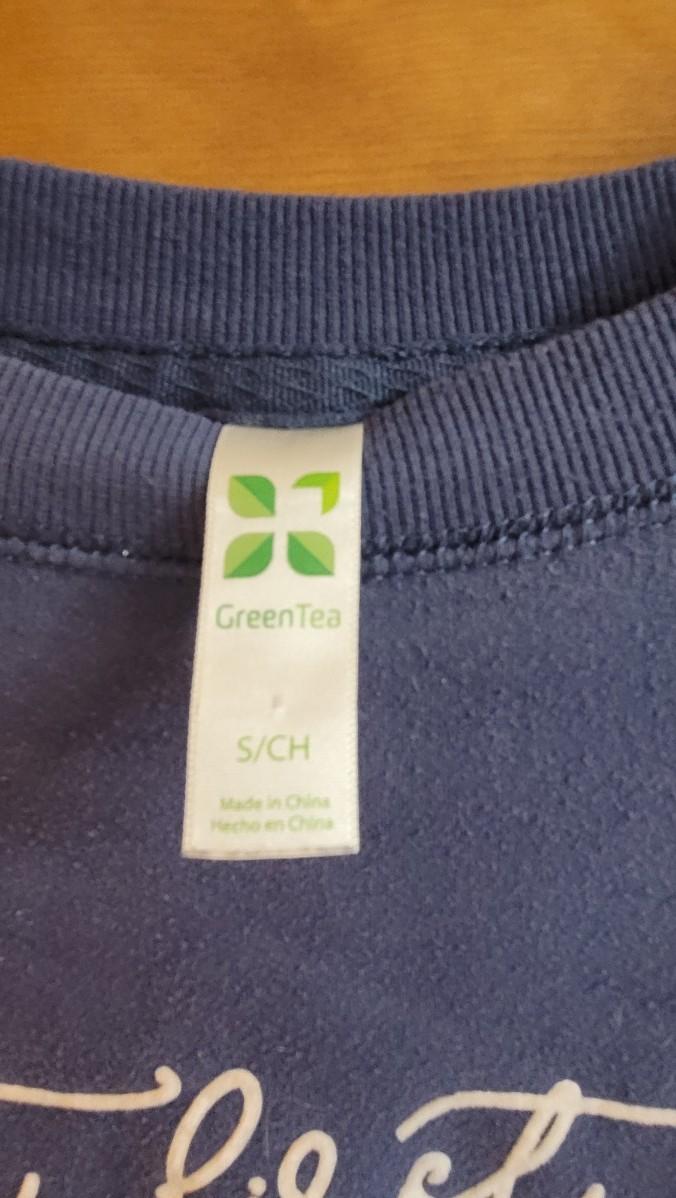 GreenTea
S/CH
Made in China
Hecho en China